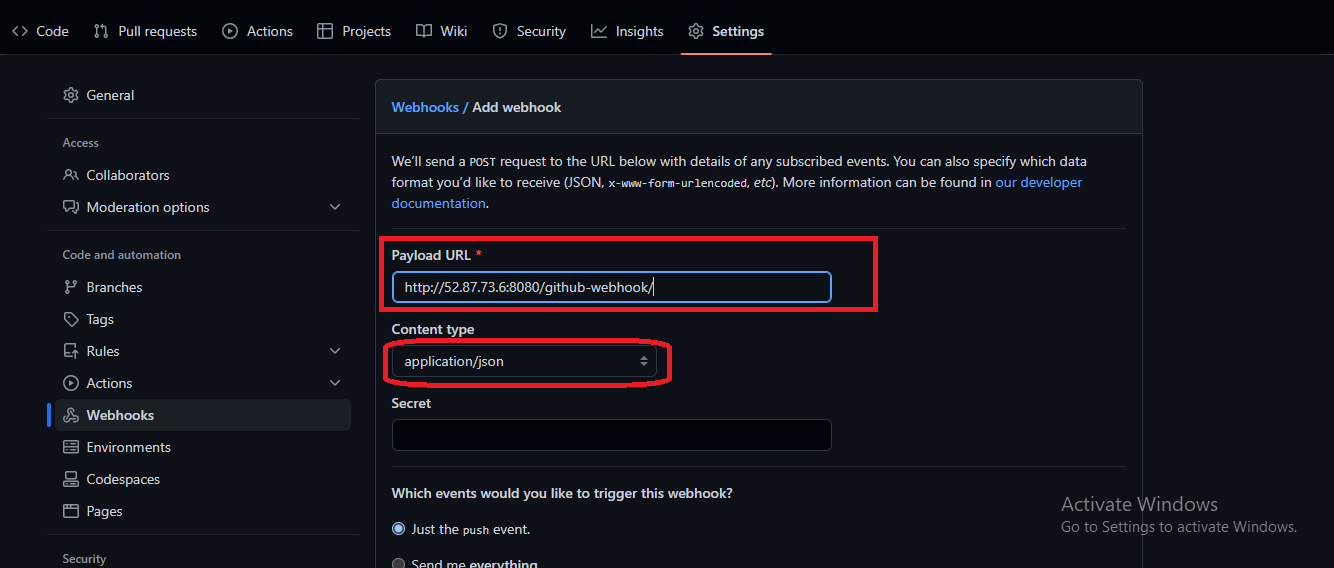 Code Pull requests Actions Projects Wiki Security Insights Settings
General
Access
Collaborators
Moderation options
Code and automation
Branches
Tags
Rules
Actions
Webhooks
Environments
Codespaces
Pages
Security
Webhooks / Add webhook
We'll send a POST request to the URL below with details of any subscribed events. You can also specify which data
format you'd like to receive (JSON, x-www-form-urlencoded, etc). More information can be found in our developer
documentation.
Payload URL *
http://52.87.73.6:8080/github-webhook/
Content type
application/json
Secret
Which events would you like to trigger this webhook?
Just the push event.
Send me everything.
Activate Windows
Go to Settings to activate Windows.